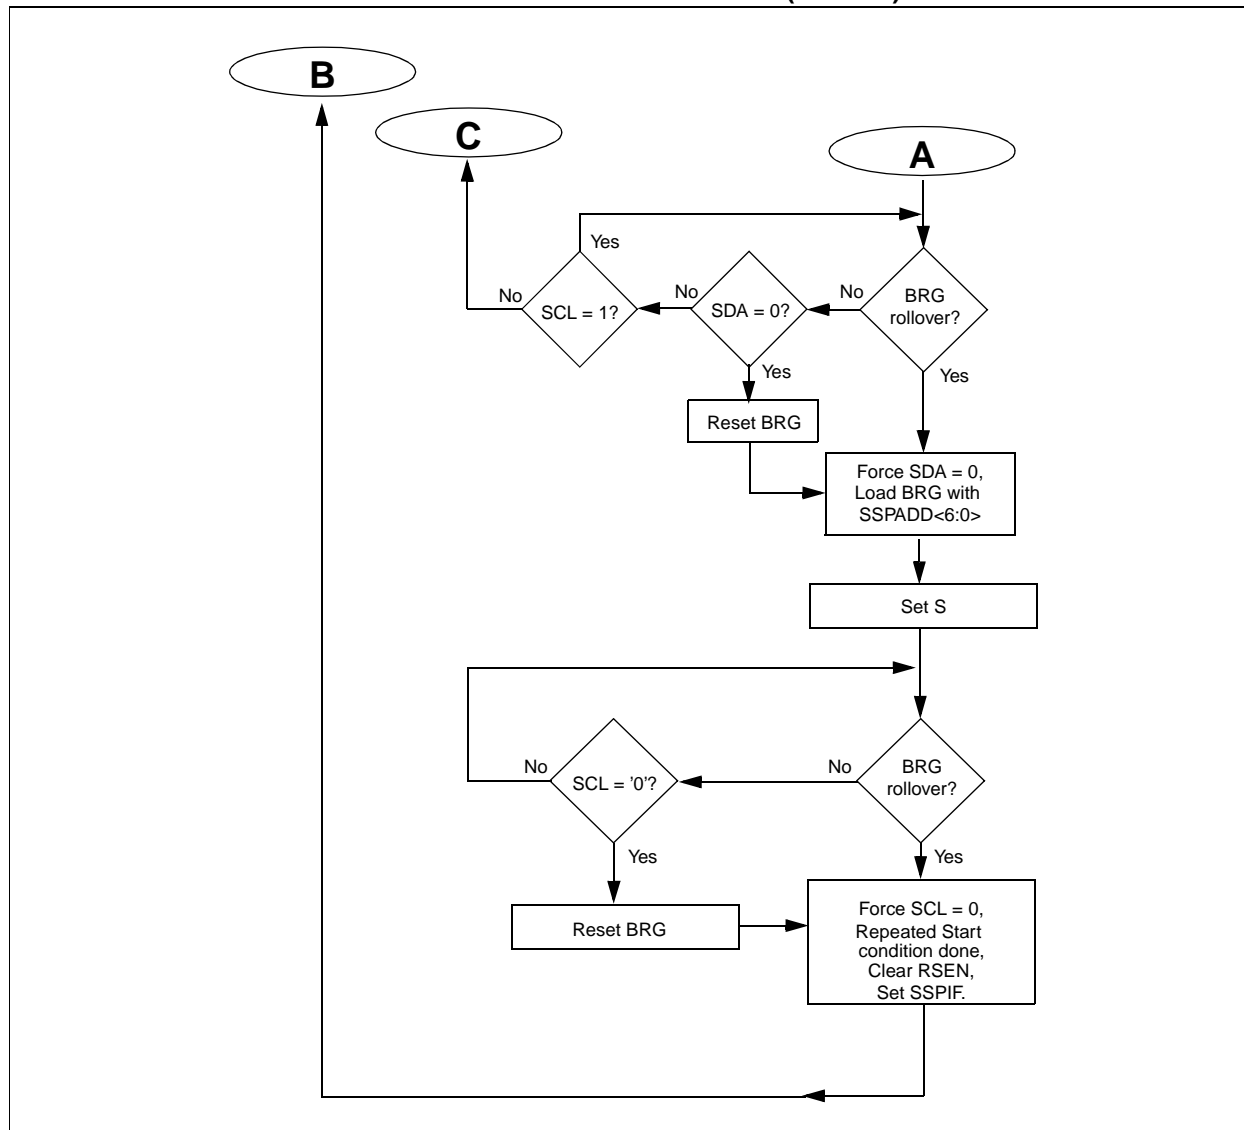 B
C
A
Yes
No
SCL = 1?
No
SDA = 0?
No
BRG
rollover?
Yes
Yes
Reset BRG
Force SDA = 0,
Load BRG with
SSPADD<6:0>
Set S
No
SCL = '0'?
No
BRG
rollover?
Yes
Yes
Reset BRG
Force SCL = 0,
Repeated Start
condition done,
Clear RSEN,
Set SSPIF.